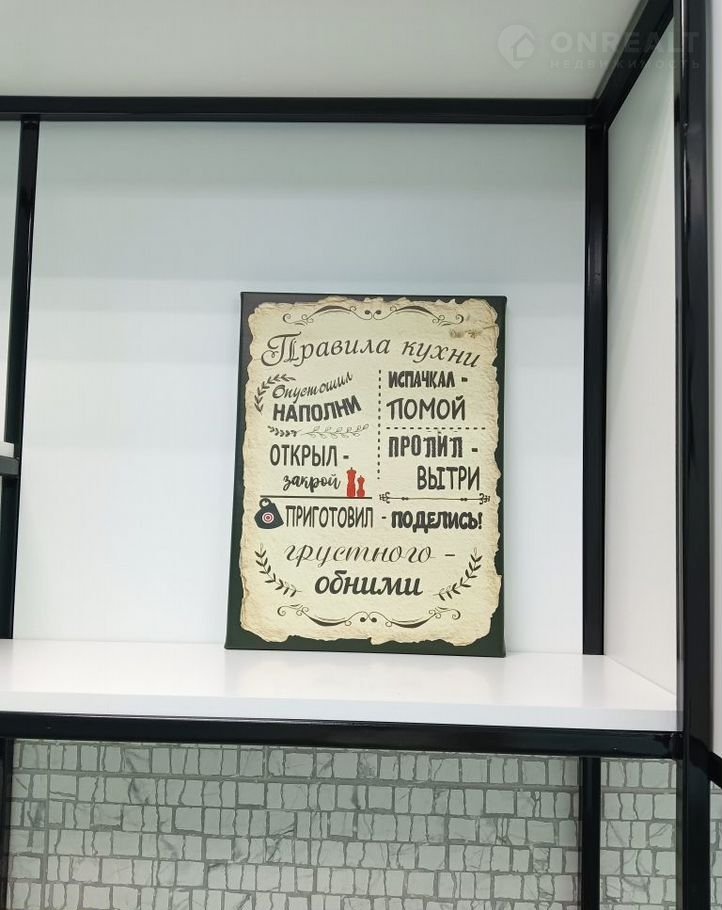 ONREALT
НЕДВИЖИМОСТЬ
Правила кухни
Опустошил
НАПОЛНИ
ИСПАЧКАЛ -
ПОМОЙ
ОТКРЫЛ -
закрой
ПРОЛИЛ -
ВЫТРИ
ПРИГОТОВИЛ - ПОДЕЛИСЬ!
грустного -
обними